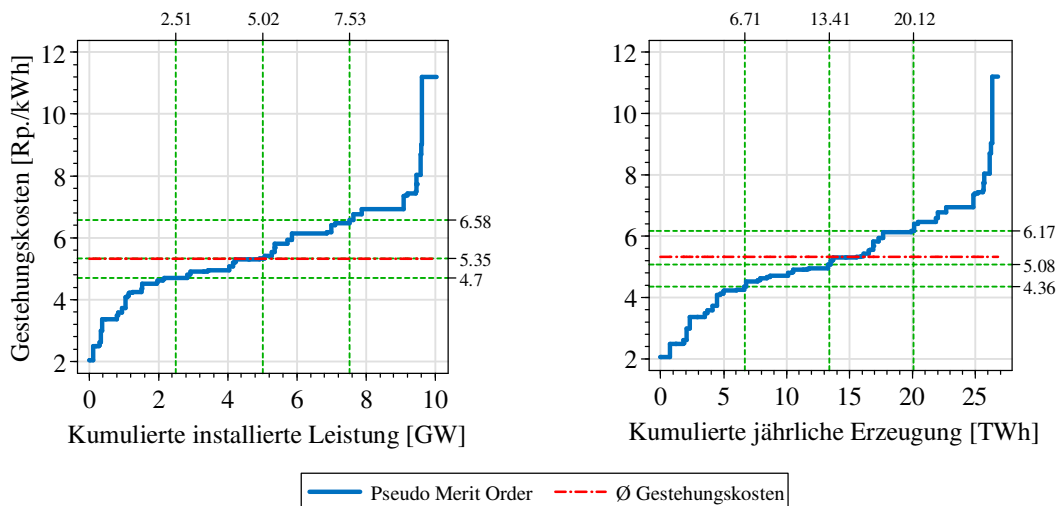 2.51 5.02 7.53
12
10
8
6
4
2
Gestehungskosten [Rp./kWh]
6.58
5.35
4.7
0 2 4 6 8 10
Kumulierte installierte Leistung [GW]
6.71 13.41 20.12
12
10
8
6
4
2
6.17
5.08
4.36
0 5 10 15 20 25
Kumulierte jährliche Erzeugung [TWh]
Pseudo Merit Order
Ø Gestehungskosten